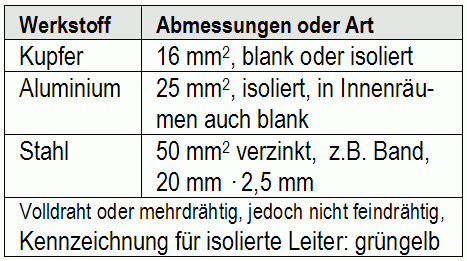 Werkstoff Abmessungen oder Art
Kupfer 16 mm², blank oder isoliert
Aluminium 25 mm², isoliert, in Innenräu-
men auch blank
Stahl 50 mm² verzinkt, z.B. Band,
20 mm · 2,5 mm
Volldraht oder mehrdrähtig, jedoch nicht feindrähtig,
Kennzeichnung für isolierte Leiter: grüngelb